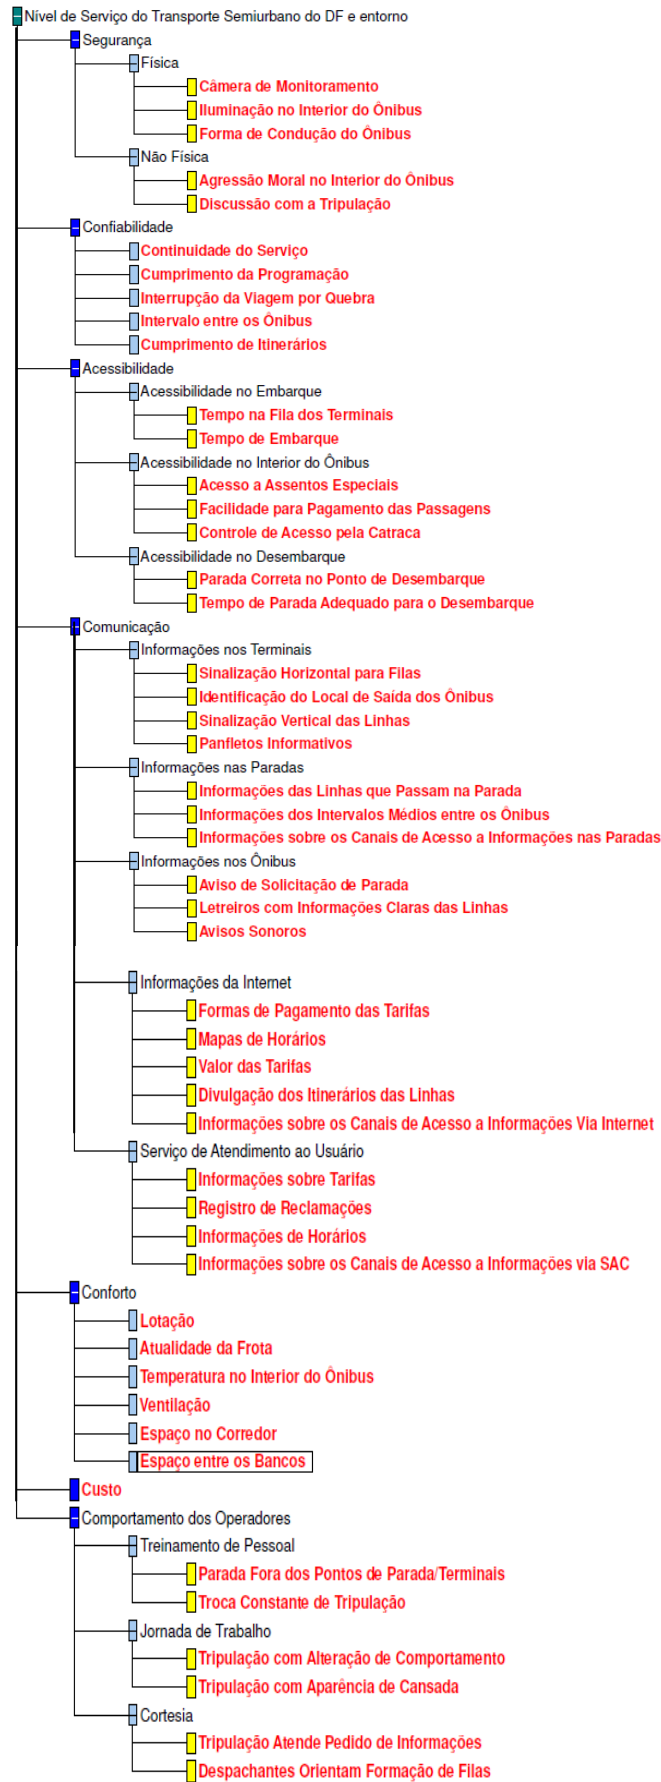 Nível de Serviço do Transporte Semiurbano do DF e entorno
Segurança
Física
Câmera de Monitoramento
Iluminação no Interior do Ônibus
Forma de Condução do Ônibus
Não Física
Agressão Moral no Interior do Ônibus
Discussão com a Tripulação
Confiabilidade
Continuidade do Serviço
Cumprimento da Programação
Interrupção da Viagem por Quebra
Intervalo entre os Ônibus
Cumprimento de Itinerários
Acessibilidade
Acessibilidade no Embarque
Tempo na Fila dos Terminais
Tempo de Embarque
Acessibilidade no Interior do Ônibus
Acesso a Assentos Especiais
Facilidade para Pagamento das Passagens
Controle de Acesso pela Catraca
Acessibilidade no Desembarque
Parada Correta no Ponto de Desembarque
Tempo de Parada Adequado para o Desembarque
Comunicação
Informações nos Terminais
Sinalização Horizontal para Filas
Identificação do Local de Saída dos Ônibus
Sinalização Vertical das Linhas
Panfletos Informativos
Informações nas Paradas
Informações das Linhas que Passam na Parada
Informações dos Intervalos Médios entre os Ônibus
Informações sobre os Canais de Acesso a Informações nas Paradas
Informações nos Ônibus
Aviso de Solicitação de Parada
Letreiros com Informações Claras das Linhas
Avisos Sonoros
Informações da Internet
Formas de Pagamento das Tarifas
Mapas de Horários
Valor das Tarifas
Divulgação dos Itinerários das Linhas
Informações sobre os Canais de Acesso a Informações Via Internet
Serviço de Atendimento ao Usuário
Informações sobre Tarifas
Registro de Reclamações
Informações de Horários
Informações sobre os Canais de Acesso a Informações via SAC
Conforto
Lotação
Atualidade da Frota
Temperatura no Interior do Ônibus
Ventilação
Espaço no Corredor
Espaço entre os Bancos
Custo
Comportamento dos Operadores
Treinamento de Pessoal
Parada Fora dos Pontos de Parada/Terminais
Troca Constante de Tripulação
Jornada de Trabalho
Tripulação com Alteração de Comportamento
Tripulação com Aparência de Cansada
Cortesia
Tripulação Atende Pedido de Informações
Despachantes Orientam Formação de Filas